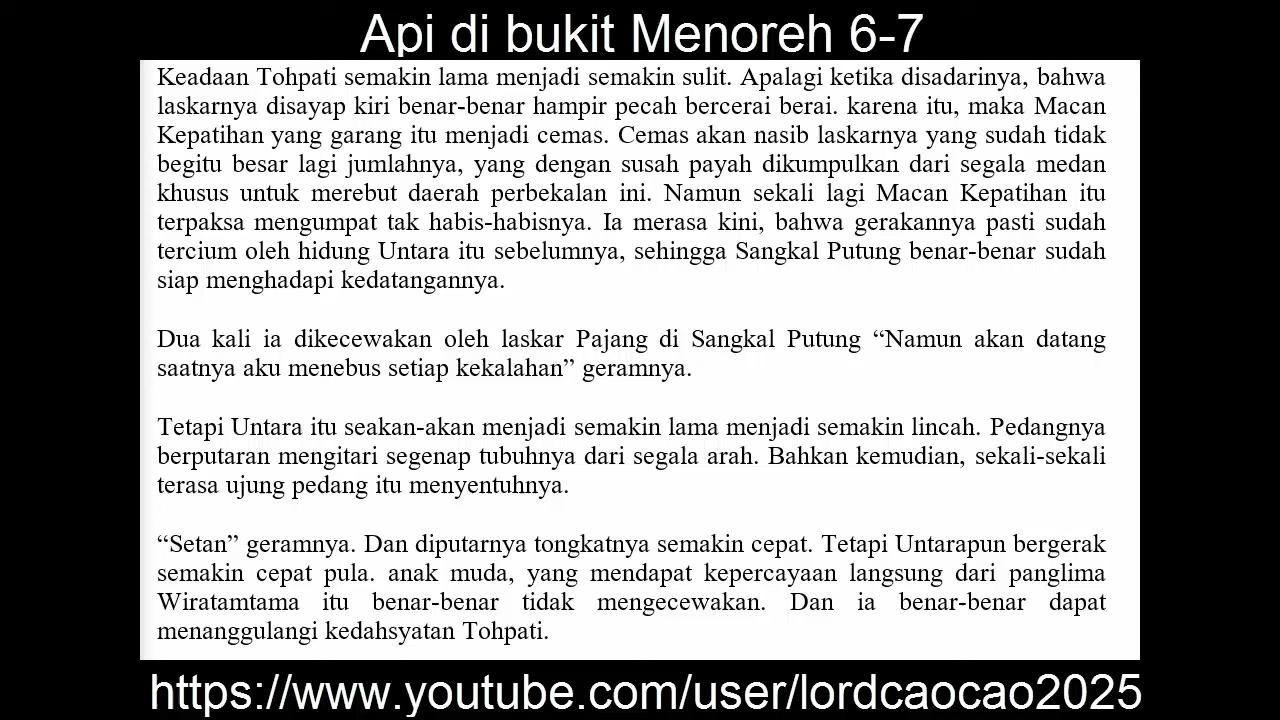 Api di bukit Menoreh 6-7
Keadaan Tohpati semakin lama menjadi semakin sulit. Apalagi ketika disadarinya, bahwa
laskarnya disayap kiri benar-benar hampir pecah bercerai berai. karena itu, maka Macan
Kepatihan yang garang itu menjadi cemas. Cemas akan nasib laskarnya yang sudah tidak
begitu besar lagi jumlahnya, yang dengan susah payah dikumpulkan dari segala medan
khusus untuk merebut daerah perbekalan ini. Namun sekali lagi Macan Kepatihan itu
terpaksa mengumpat tak habis-habisnya. Ia merasa kini, bahwa gerakannya pasti sudah
tercium oleh hidung Untara itu sebelumnya, sehingga Sangkal Putung benar-benar sudah
siap menghadapi kedatangannya.
Dua kali ia dikecewakan oleh laskar Pajang di Sangkal Putung “Namun akan datang
saatnya aku menebus setiap kekalahan” geramnya.
Tetapi Untara itu seakan-akan menjadi semakin lama menjadi semakin lincah. Pedangnya
berputaran mengitari segenap tubuhnya dari segala arah. Bahkan kemudian, sekali-sekali
terasa ujung pedang itu menyentuhnya.
“Setan” geramnya. Dan diputarnya tongkatnya semakin cepat. Tetapi Untarapun bergerak
semakin cepat pula. anak muda, yang mendapat kepercayaan langsung dari panglima
Wiratamtama itu benar-benar tidak mengecewakan. Dan ia benar-benar dapat
menanggulangi kedahsyatan Tohpati.
https://www.youtube.com/user/lordcaocao2025